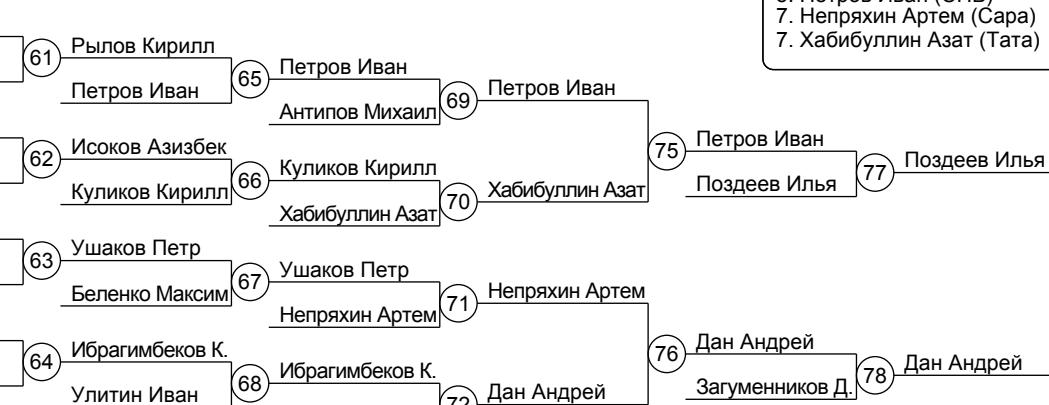 7. Непряхин Артем (Сара)
7. Хабибуллин Азат (Тата)
61
Рылов Кирилл
Петров Иван
65
Петров Иван
Антипов Михаил
69
Петров Иван
62
Исоков Азизбек
Куликов Кирилл
66
Куликов Кирилл
Хабибуллин Азат
70
Хабибуллин Азат
75
Петров Иван
Поздеев Илья
77
Поздеев Илья
63
Ушаков Петр
Беленко Максим
67
Ушаков Петр
Непряхин Артем
71
Непряхин Артем
64
Ибрагимбеков К.
Улитин Иван
68
Ибрагимбеков К.
72
Дан Андрей
76
Дан Андрей
Загуменников Д.
78
Дан Андрей